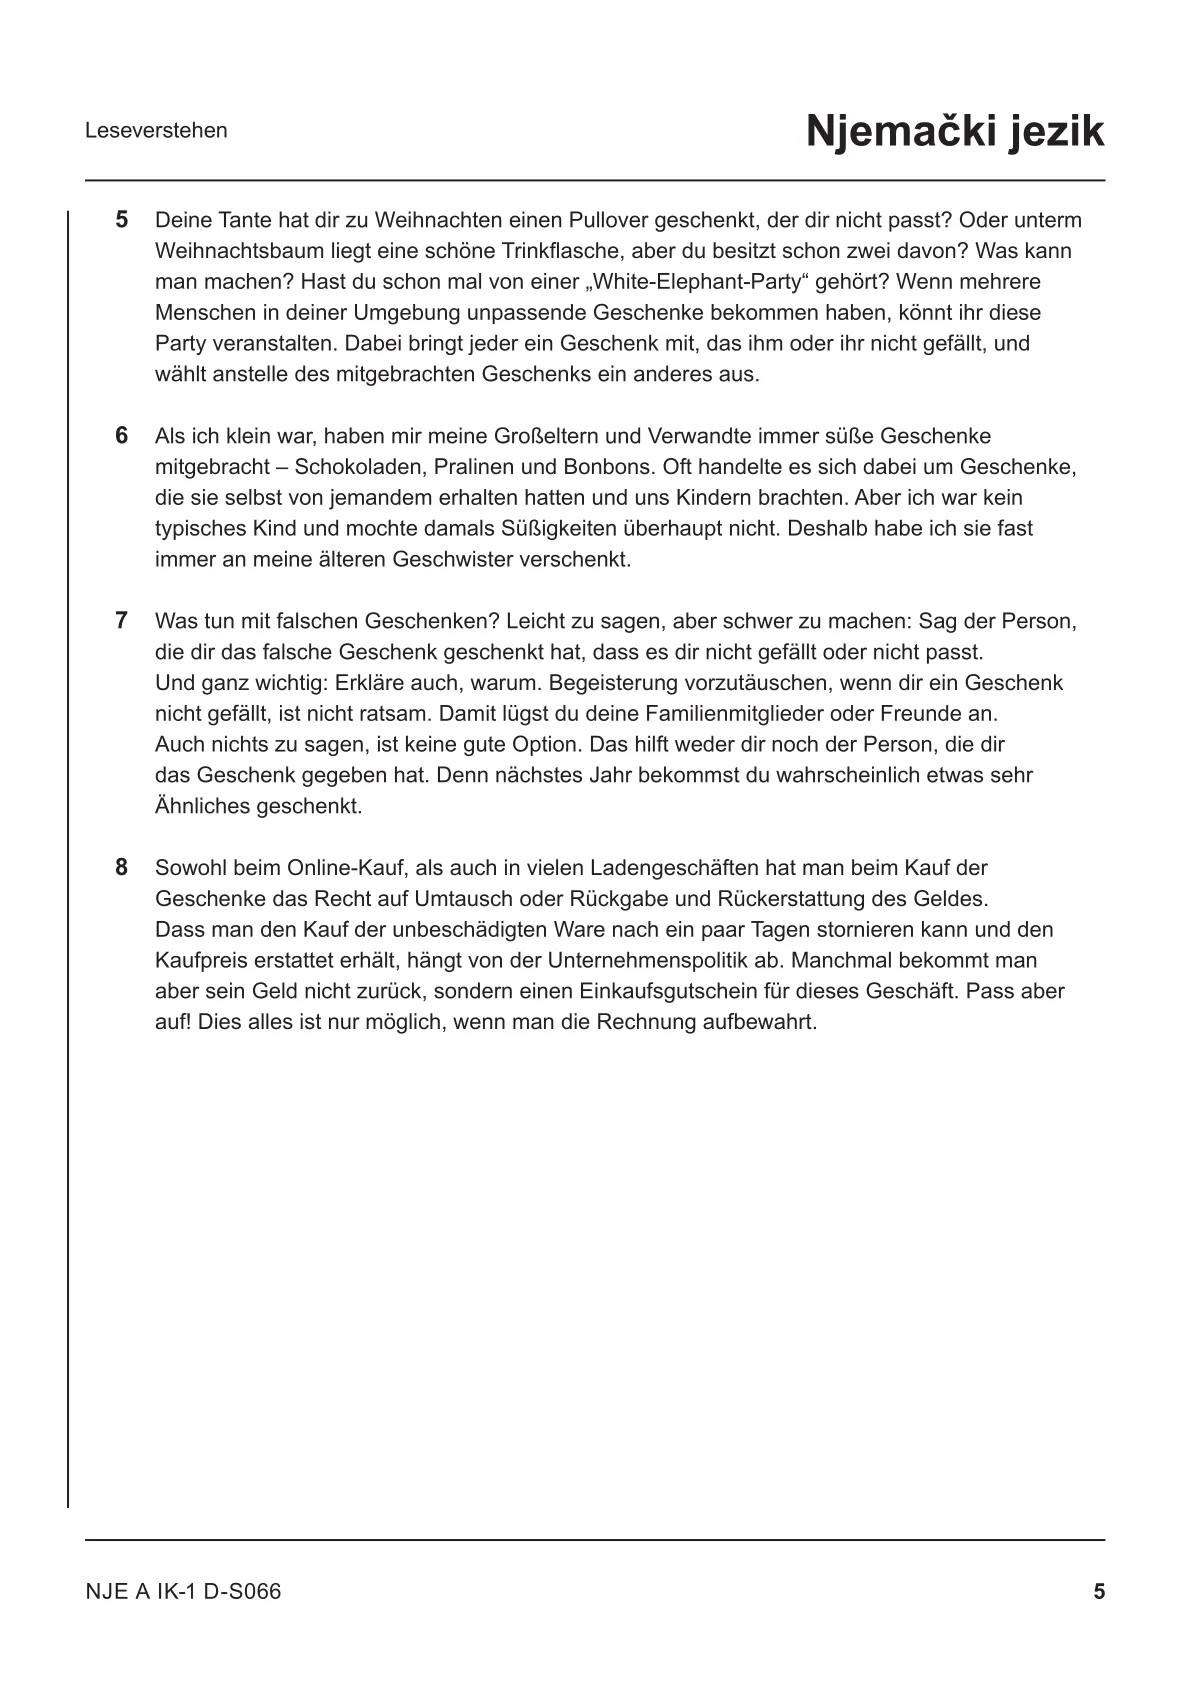 Leseverstehen
Njemački jezik
5 Deine Tante hat dir zu Weihnachten einen Pullover geschenkt, der dir nicht passt? Oder unterm
Weihnachtsbaum liegt eine schöne Trinkflasche, aber du besitzt schon zwei davon? Was kann
man machen? Hast du schon mal von einer „White-Elephant-Party“ gehört? Wenn mehrere
Menschen in deiner Umgebung unpassende Geschenke bekommen haben, könnt ihr diese
Party veranstalten. Dabei bringt jeder ein Geschenk mit, das ihm oder ihr nicht gefällt, und
wählt anstelle des mitgebrachten Geschenks ein anderes aus.
6 Als ich klein war, haben mir meine Großeltern und Verwandte immer süße Geschenke
mitgebracht – Schokoladen, Pralinen und Bonbons. Oft handelte es sich dabei um Geschenke,
die sie selbst von jemandem erhalten hatten und uns Kindern brachten. Aber ich war kein
typisches Kind und mochte damals Süßigkeiten überhaupt nicht. Deshalb habe ich sie fast
immer an meine älteren Geschwister verschenkt.
7 Was tun mit falschen Geschenken? Leicht zu sagen, aber schwer zu machen: Sag der Person,
die dir das falsche Geschenk geschenkt hat, dass es dir nicht gefällt oder nicht passt.
Und ganz wichtig: Erkläre auch, warum. Begeisterung vorzutäuschen, wenn dir ein Geschenk
nicht gefällt, ist nicht ratsam. Damit lügst du deine Familienmitglieder oder Freunde an.
Auch nichts zu sagen, ist keine gute Option. Das hilft weder dir noch der Person, die dir
das Geschenk gegeben hat. Denn nächstes Jahr bekommst du wahrscheinlich etwas sehr
Ähnliches geschenkt.
8 Sowohl beim Online-Kauf, als auch in vielen Ladengeschäften hat man beim Kauf der
Geschenke das Recht auf Umtausch oder Rückgabe und Rückerstattung des Geldes.
Dass man den Kauf der unbeschädigten Ware nach ein paar Tagen stornieren kann und den
Kaufpreis erstattet erhält, hängt von der Unternehmenspolitik ab. Manchmal bekommt man
aber sein Geld nicht zurück, sondern einen Einkaufsgutschein für dieses Geschäft. Pass aber
auf! Dies alles ist nur möglich, wenn man die Rechnung aufbewahrt.
NJE A IK-1 D-S066
5